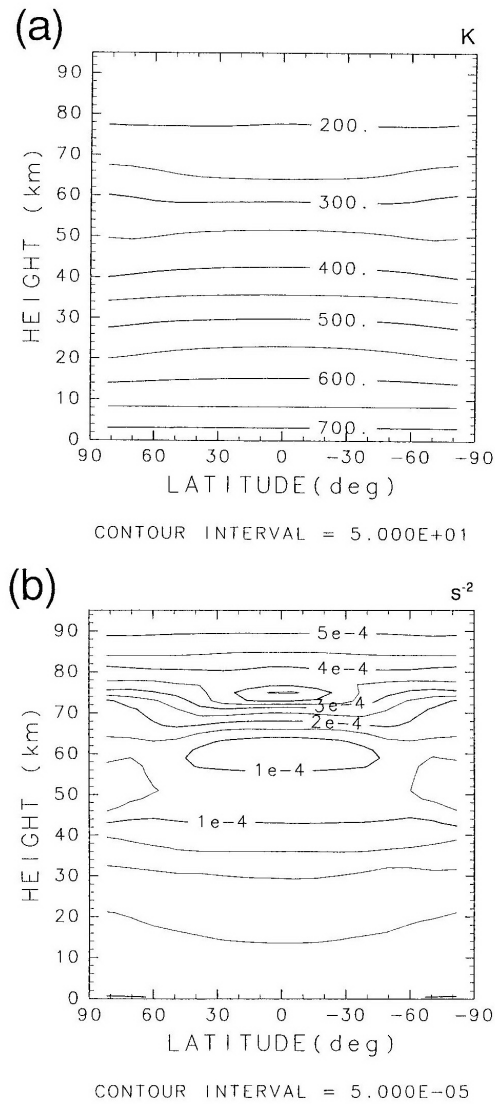 (a)
K
90
80
200.
70
60
300.
50
40
400.
30
500.
20
600.
10
700.
0
HEIGHT (km)
90 60 30 0 -30 -60 -90
LATITUDE(deg)
CONTOUR INTERVAL = 5.000E+01
(b)
s-2
90
5e-4
80
4e-4
3e-4
70
2e-4
60
1e-4
50
1e-4
40
30
20
10
0
HEIGHT (km)
90 60 30 0 -30 -60 -90
LATITUDE(deg)
CONTOUR INTERVAL = 5.000E-05